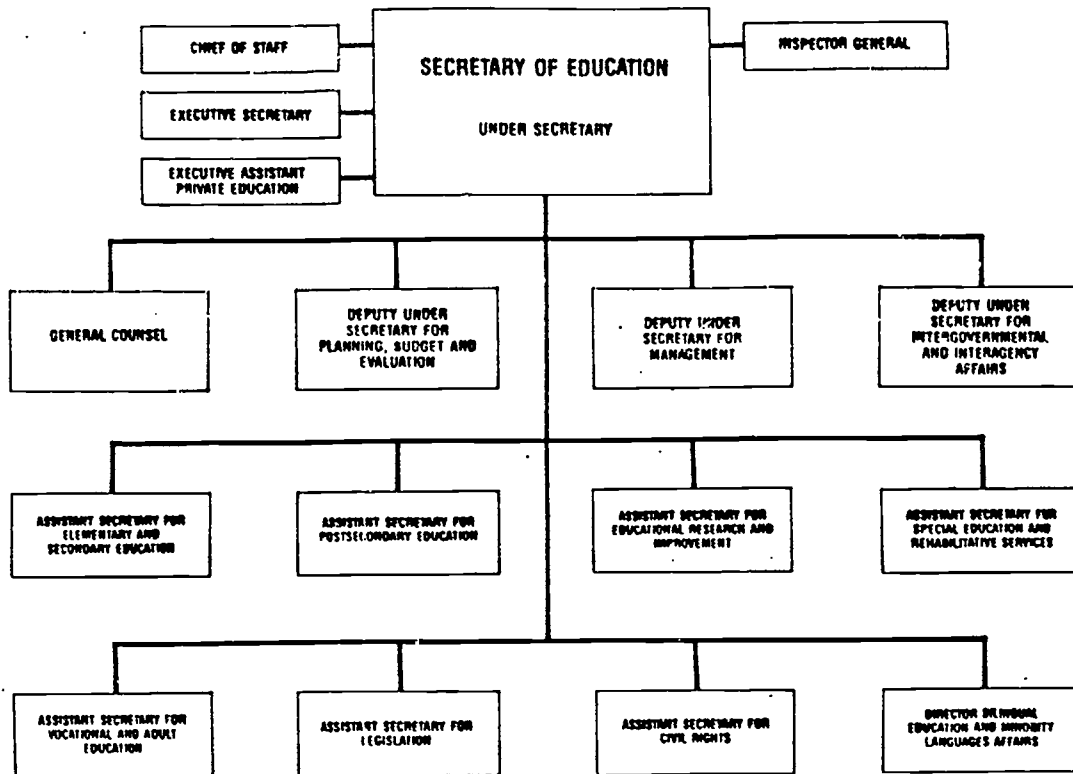 CHIEF OF STAFF
SECRETARY OF EDUCATION
UNDER SECRETARY
INSPECTOR GENERAL
EXECUTIVE SECRETARY
EXECUTIVE ASSISTANT
PRIVATE EDUCATION
GENERAL COUNSEL
DEPUTY UNDER
SECRETARY FOR
PLANNING, BUDGET AND
EVALUATION
DEPUTY UNDER
SECRETARY FOR
MANAGEMENT
DEPUTY UNDER
SECRETARY FOR
INTERGOVERNMENTAL
AND INTERAGENCY
AFFAIRS
ASSISTANT SECRETARY FOR
ELEMENTARY AND
SECONDARY EDUCATION
ASSISTANT SECRETARY FOR
POSTSECONDARY EDUCATION
ASSISTANT SECRETARY FOR
EDUCATIONAL RESEARCH AND
IMPROVEMENT
ASSISTANT SECRETARY FOR
SPECIAL EDUCATION AND
REHABILITATIVE SERVICES
ASSISTANT SECRETARY FOR
VOCATIONAL AND ADULT
EDUCATION
ASSISTANT SECRETARY FOR
LEGISLATION
ASSISTANT SECRETARY FOR
CIVIL RIGHTS
DIRECTOR BILINGUAL
EDUCATION AND MINORITY
LANGUAGES AFFAIRS